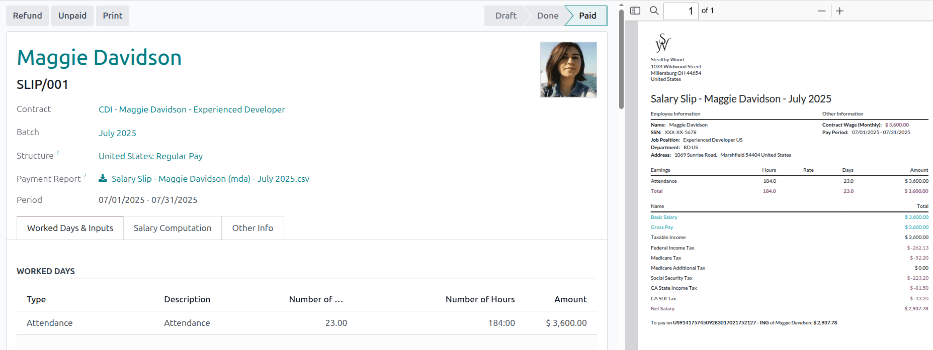 Refund Unpaid Print Draft Done Paid
Maggie Davidson
SLIP/001
Contract CDI - Maggie Davidson - Experienced Developer
Batch July 2025
Structure ? United States: Regular Pay
Payment Report ? Salary Slip - Maggie Davidson (mda) - July 2025.csv
Period 07/01/2025 - 07/31/2025
Worked Days & Inputs Salary Computation Other Info
WORKED DAYS
Type Description Number of ... Number of Hours Amount
Attendance Attendance 23.00 184:00 $ 3,600.00
1 of 1
Stealthy Wood
1034 Wildwood Street
Millersburg OH 44654
United States
Salary Slip - Maggie Davidson - July 2025
Employee Information Other Information
Name: Maggie Davidson Contract Wage (Monthly): $ 3,600.00
SSN: XXX-XX-5678 Pay Period: 07/01/2025 - 07/31/2025
Job Position: Experienced Developer US
Department: RD US
Address: 1069 Sunrise Road, Marshfield 54404 United States
Earnings Hours Rate Days Amount
Attendance 184.0 23.0 $ 3,600.00
Total 184.0 23.0 $ 3,600.00
Name Total
Basic Salary $ 3,600.00
Gross Pay $ 3,600.00
Taxable Income $ 3,600.00
Federal Income Tax $ -262.13
Medicare Tax $ -52.20
Medicare Additional Tax $ 0.00
Social Security Tax $ -223.20
CA State Income Tax $ -81.50
CA SDI Tax $ -43.20
Net Salary $ 2,937.78
To pay on of Maggie Davidson: $ 2,937.78